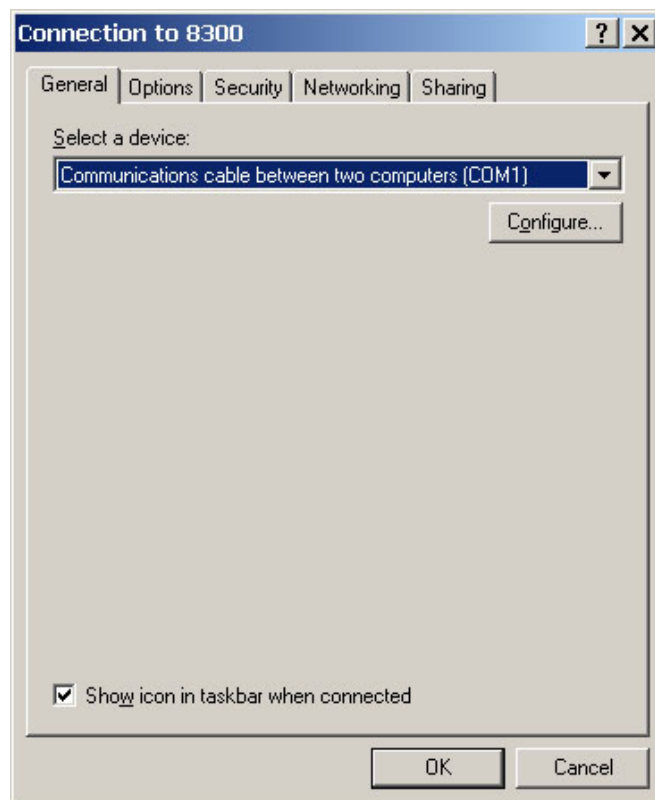 Connection to 8300
General Options Security Networking Sharing
Select a device:
Communications cable between two computers (COM1)
Configure...
Show icon in taskbar when connected
OK Cancel